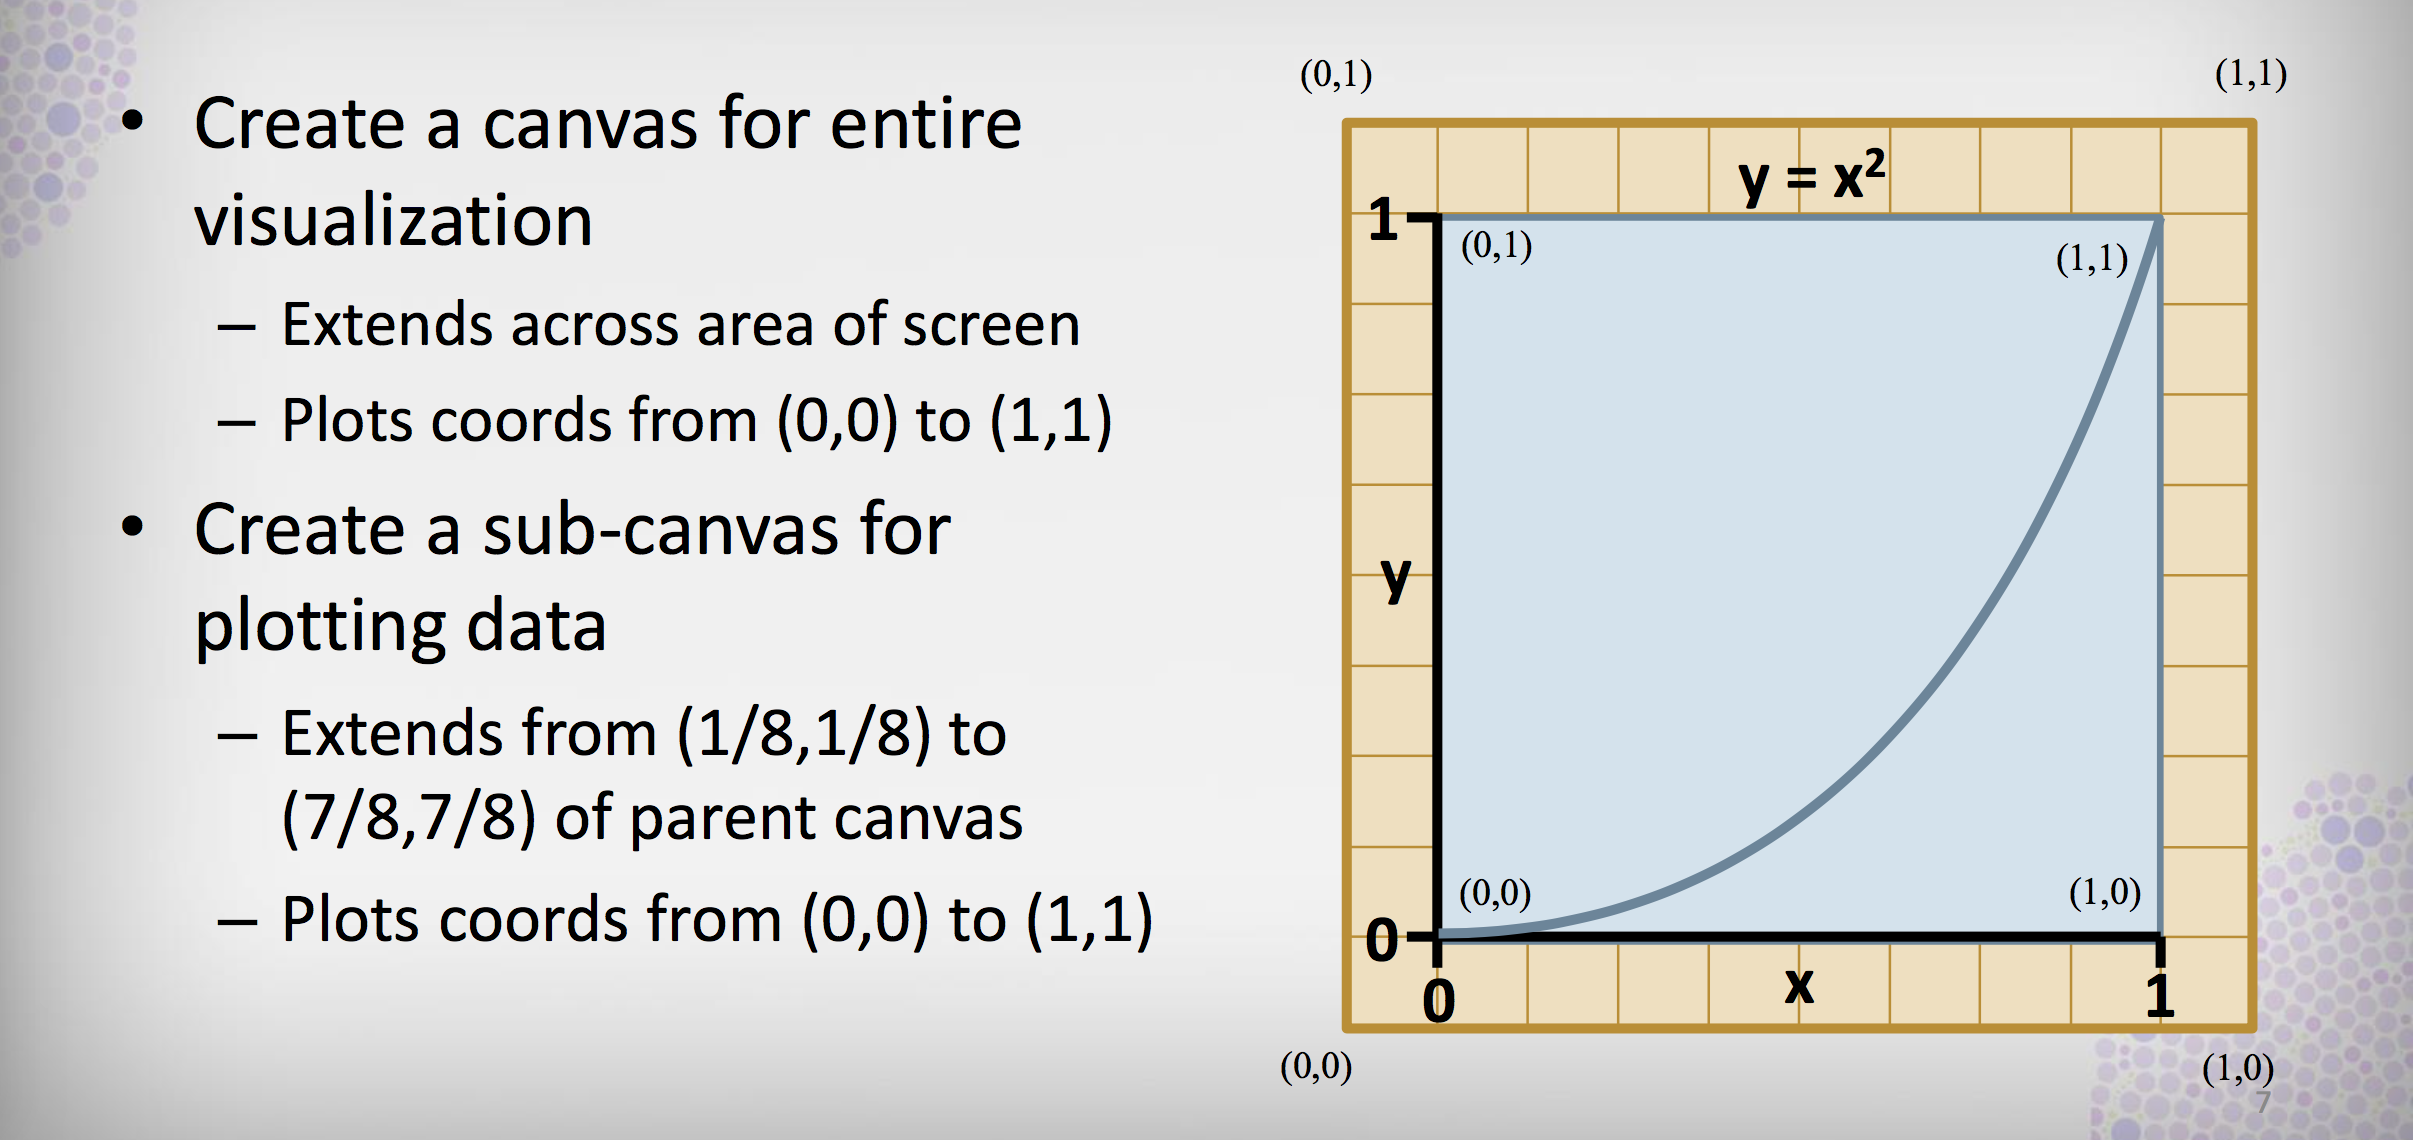 • Create a canvas for entire
visualization
– Extends across area of screen
– Plots coords from (0,0) to (1,1)
• Create a sub-canvas for
plotting data
– Extends from (1/8,1/8) to
(7/8,7/8) of parent canvas
– Plots coords from (0,0) to (1,1)
(0,1) (1,1)
y = x²
1
(0,1) (1,1)
y
(0,0) (1,0)
0
0 x 1
(0,0) (1,0)
7